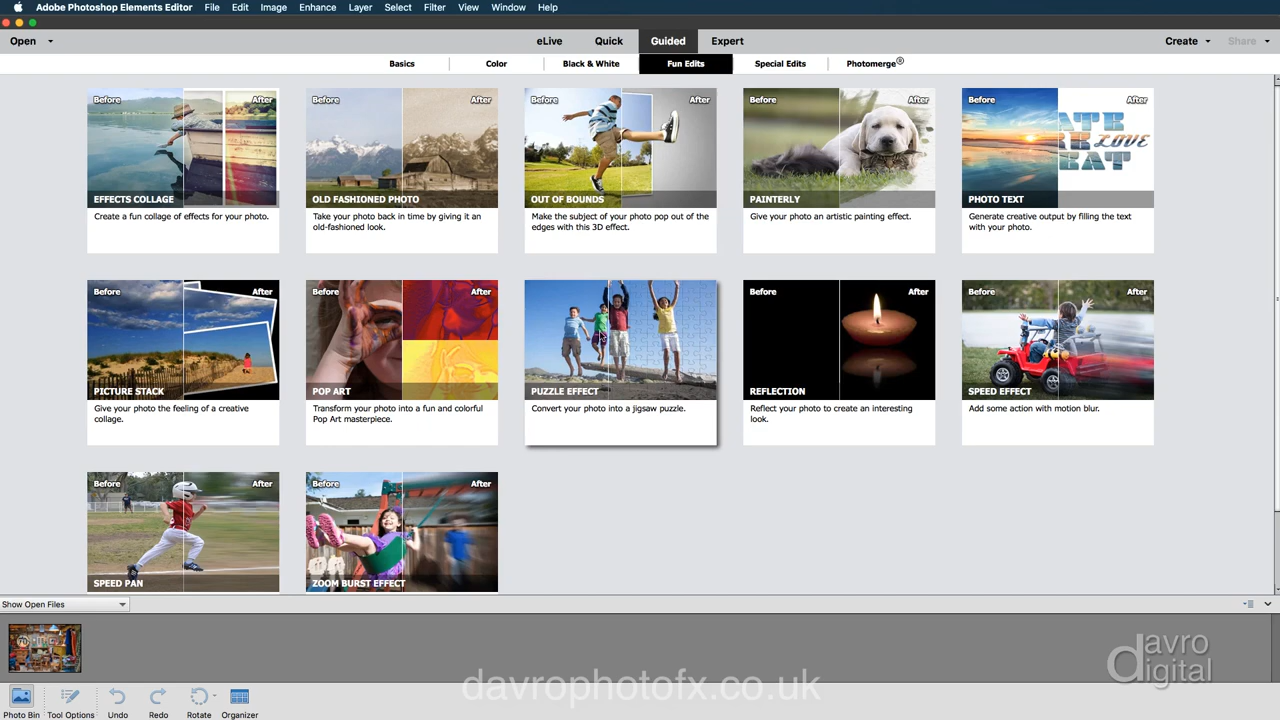 Adobe Photoshop Elements Editor File Edit Image Enhance Layer Select Filter View Window Help
Open eLive Quick Guided Expert Create Share
Basics Color Black & White Fun Edits Special Edits Photomerge®
Before After Before After Before After Before After Before After
EFFECTS COLLAGE OLD FASHIONED PHOTO OUT OF BOUNDS PAINTERLY PHOTO TEXT
Create a fun collage of effects for your photo.
Take your photo back in time by giving it an
old-fashioned look.
Make the subject of your photo pop out of the
edges with this 3D effect.
Give your photo an artistic painting effect.
Generate creative output by filling the text
with your photo.
Before After Before After Before After Before After
PICTURE STACK POP ART PUZZLE EFFECT REFLECTION SPEED EFFECT
Give your photo the feeling of a creative
collage.
Transform your photo into a fun and colorful
Pop Art masterpiece.
Convert your photo into a jigsaw puzzle.
Reflect your photo to create an interesting
look.
Add some action with motion blur.
Before After Before After
SPEED PAN ZOOM BURST EFFECT
Show Open Files
davro
digital
davrophotofx.co.uk
Photo Bin Tool Options Undo Redo Rotate Organizer